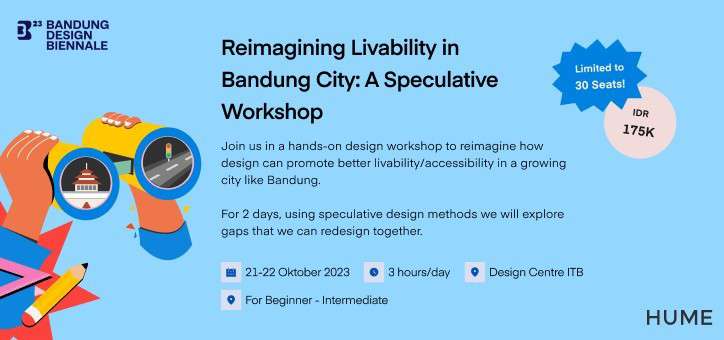 B²³ BANDUNG
DESIGN
BIENNALE
Reimagining Livability in
Bandung City: A Speculative
Workshop
Limited to
30 Seats!
IDR
175K
Join us in a hands-on design workshop to reimagine how
design can promote better livability/accessibility in a growing
city like Bandung.
For 2 days, using speculative design methods we will explore
gaps that we can redesign together.
21-22 Oktober 2023 3 hours/day Design Centre ITB
For Beginner - Intermediate
HUME